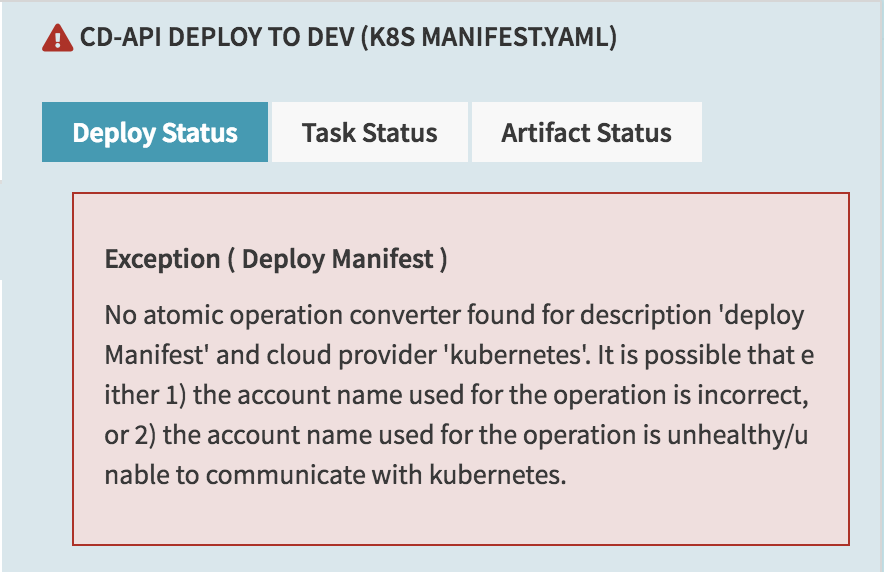 CD-API DEPLOY TO DEV (K8S MANIFEST.YAML)
Deploy Status Task Status Artifact Status
Exception ( Deploy Manifest )
No atomic operation converter found for description 'deploy
Manifest' and cloud provider 'kubernetes'. It is possible that e
ither 1) the account name used for the operation is incorrect,
or 2) the account name used for the operation is unhealthy/u
nable to communicate with kubernetes.